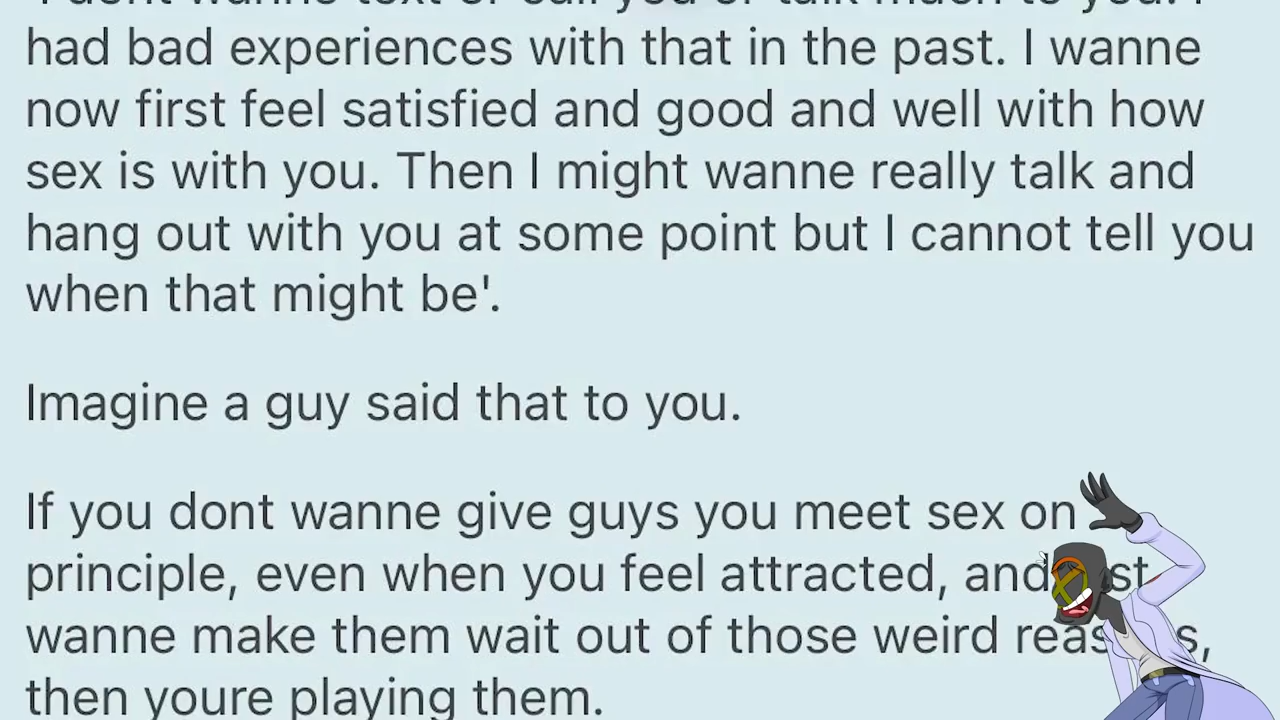 had bad experiences with that in the past. I wanne
now first feel satisfied and good and well with how
sex is with you. Then I might wanne really talk and
hang out with you at some point but I cannot tell you
when that might be'.
Imagine a guy said that to you.
If you dont wanne give guys you meet sex on
principle, even when you feel attracted, and
wanne make them wait out of those weird
then youre playing them.